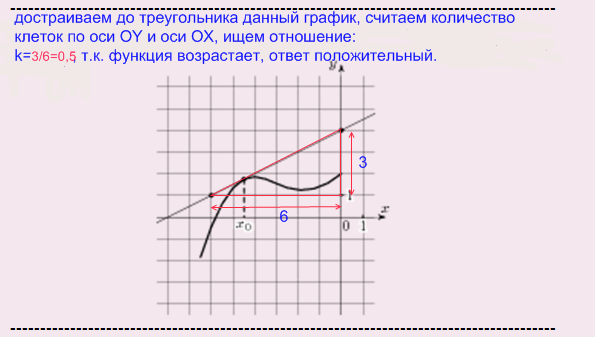 достраиваем до треугольника данный график, считаем количество
клеток по оси OY и оси OX, ищем отношение:
k=3/6=0,5, т.к. функция возрастает, ответ положительный.
y
3
1
6
x
x0
0
1